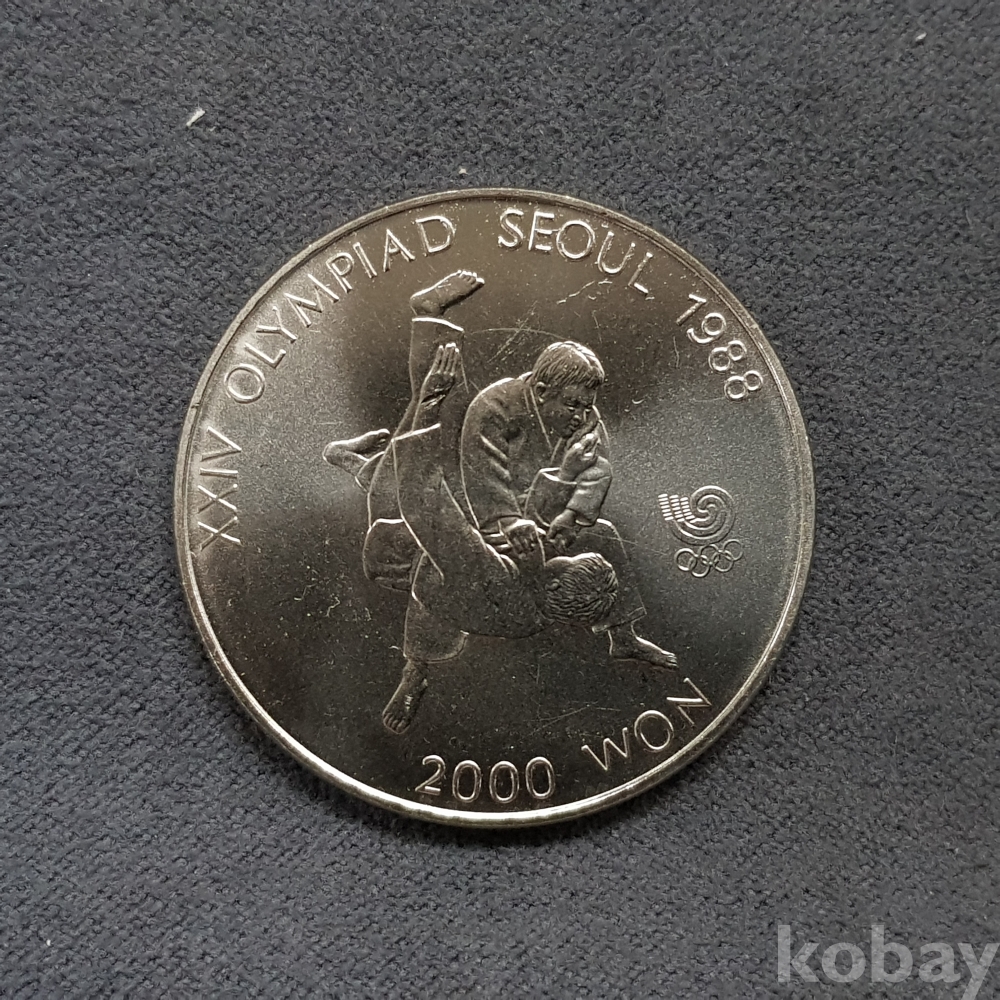 XXIV OLYMPIAD SEOUL 1988
2000 WON
kobay